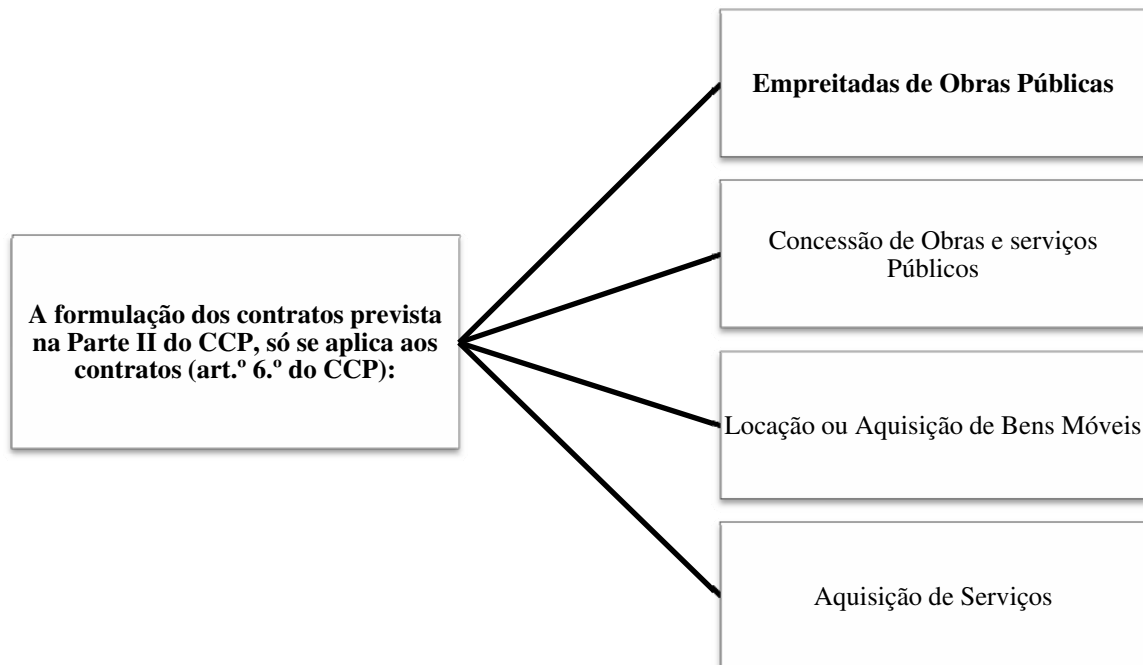 A formulação dos contratos prevista
na Parte II do CCP, só se aplica aos
contratos (art.º 6.º do CCP):
Empreitadas de Obras Públicas
Concessão de Obras e serviços
Públicos
Locação ou Aquisição de Bens Móveis
Aquisição de Serviços